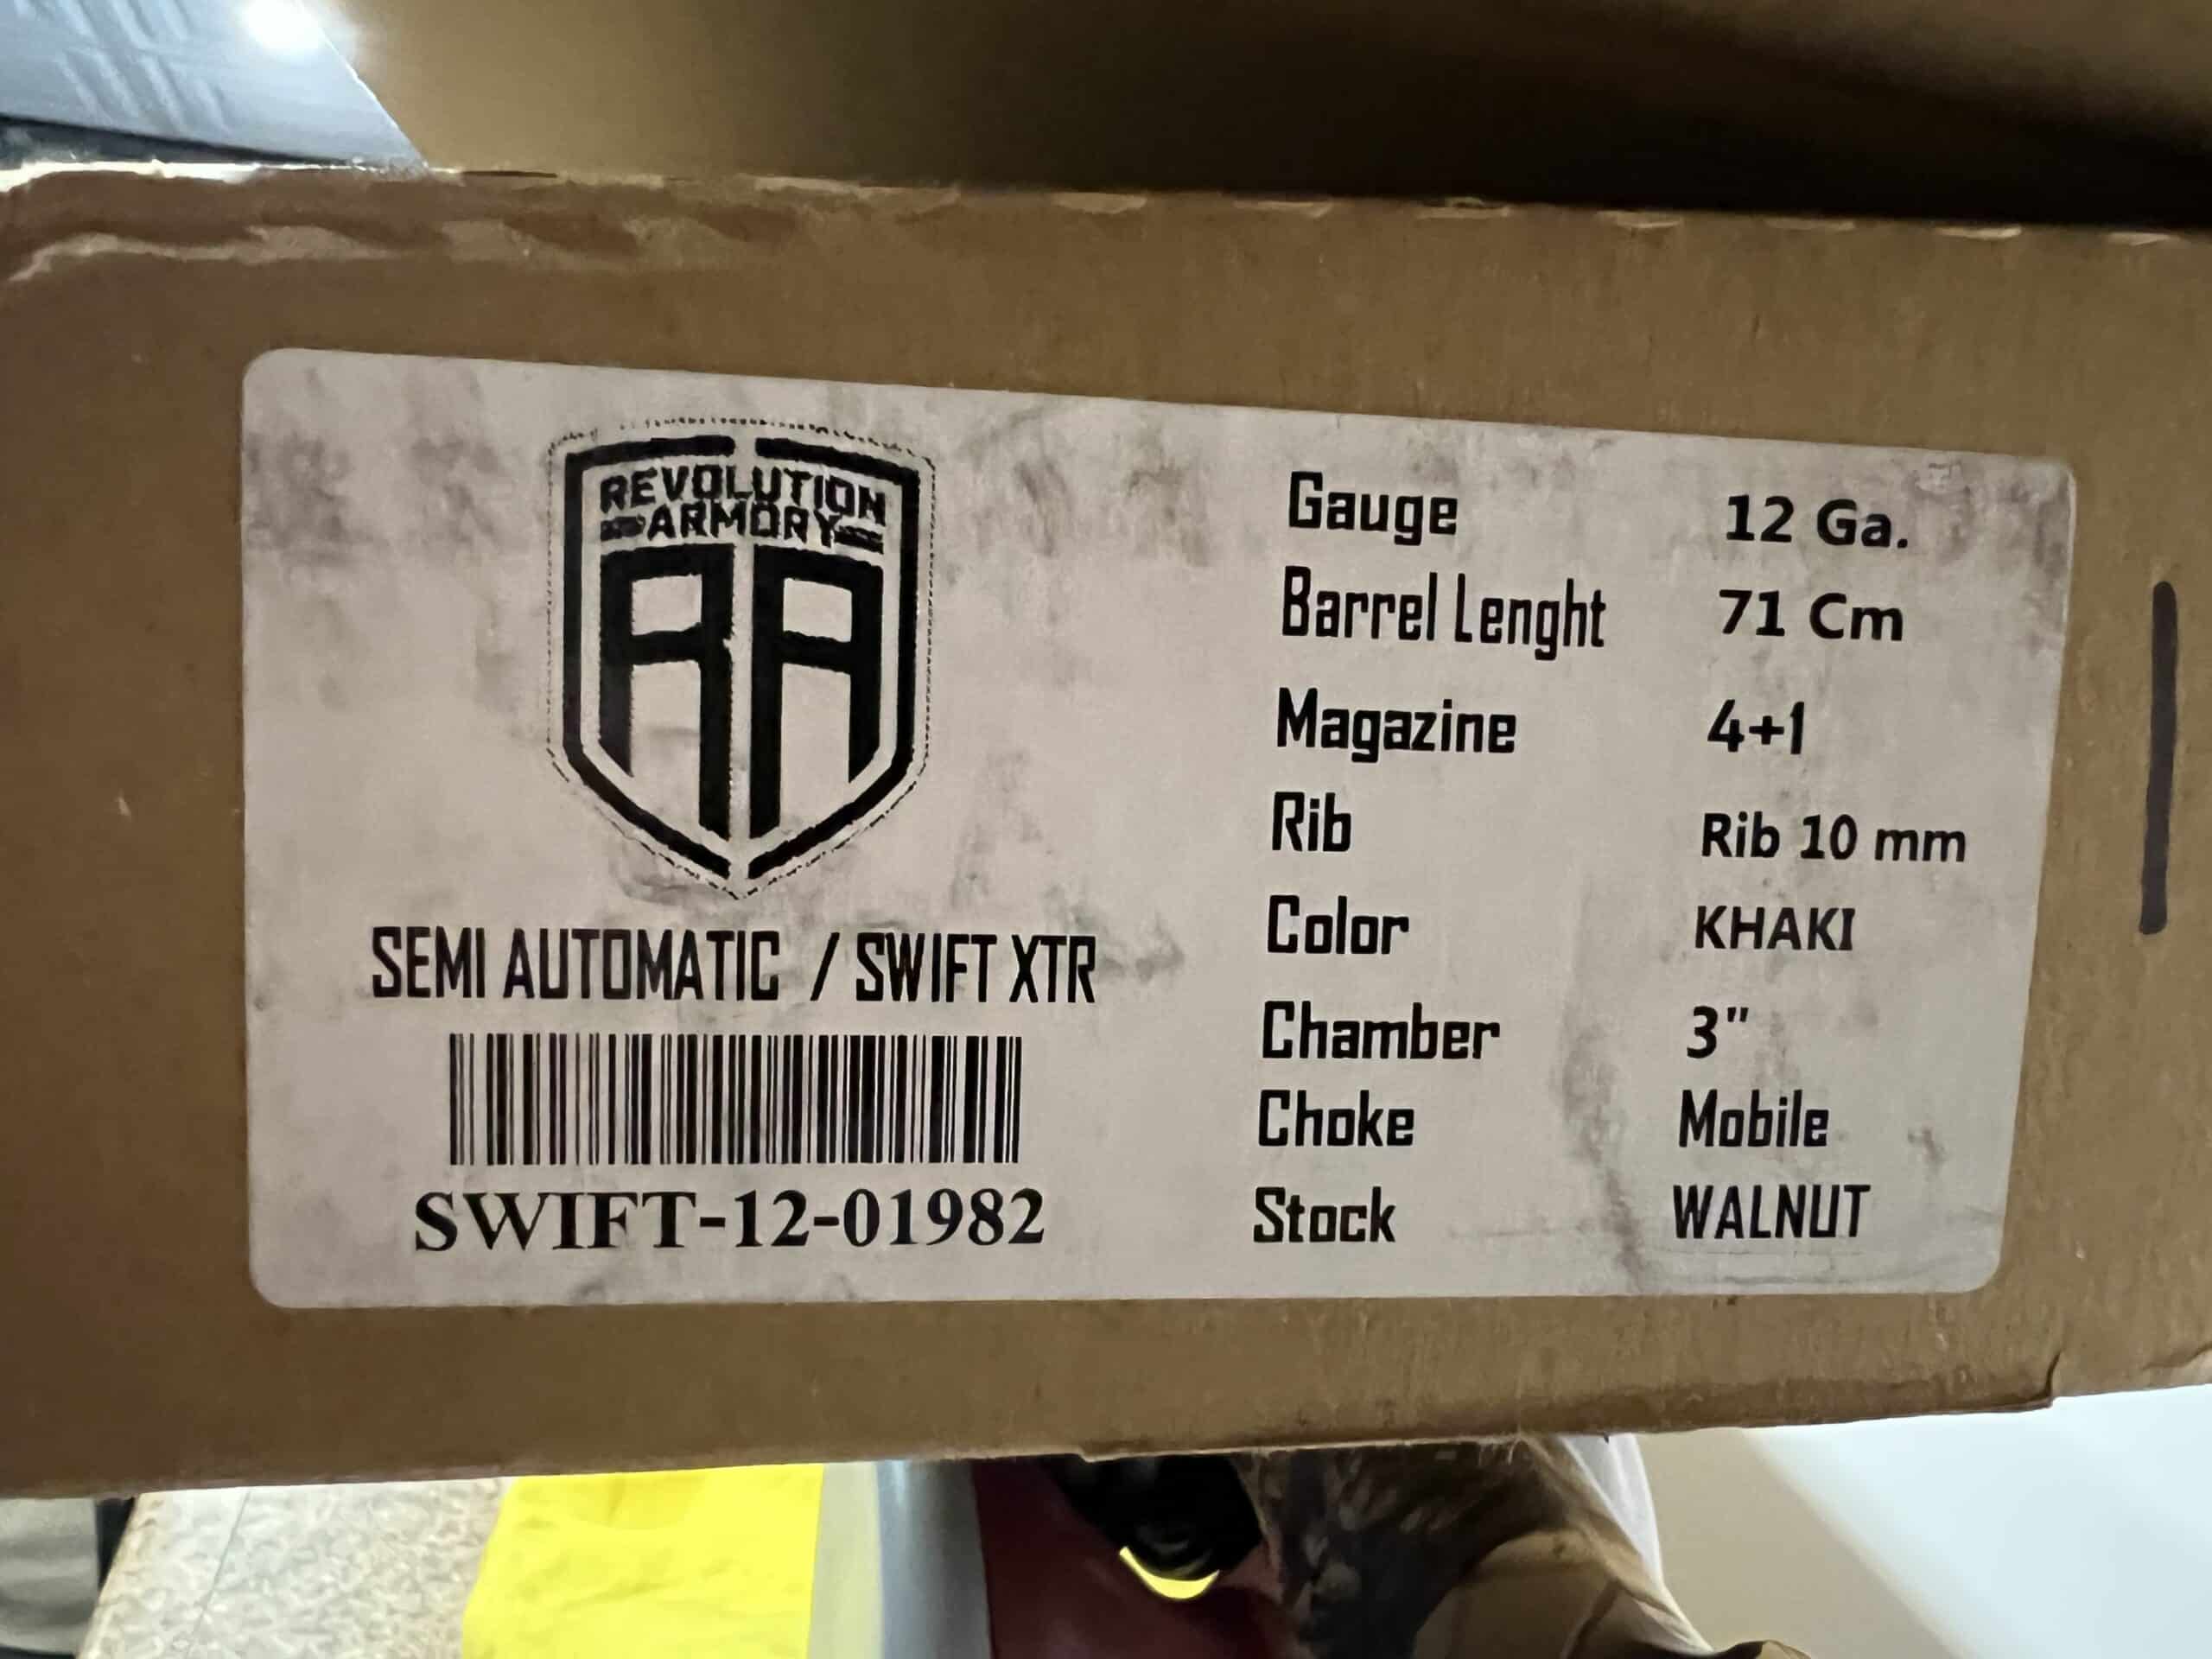 REVOLUTION
ARMORY
RA
SEMI AUTOMATIC / SWIFT XTR
SWIFT-12-01982
Gauge 12 Ga.
Barrel Lenght 71 Cm
Magazine 4+1
Rib Rib 10 mm
Color KHAKI
Chamber 3"
Choke Mobile
Stock WALNUT